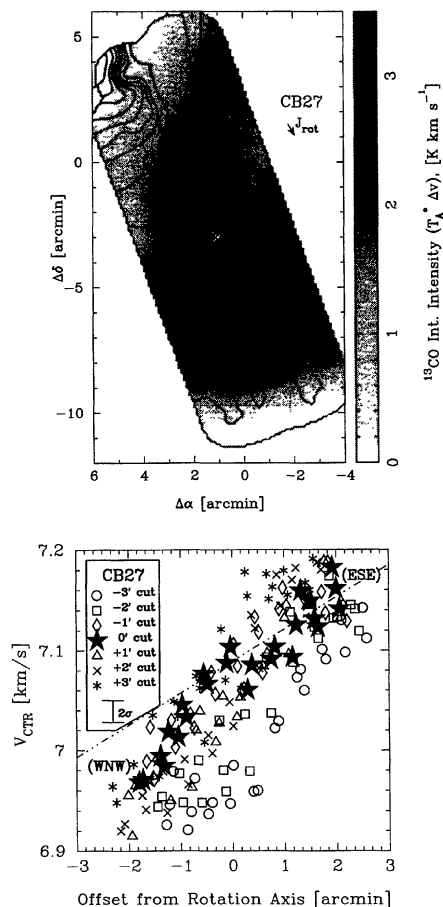 CB27
J_rot
5
0
-5
-10
Δδ [arcmin]
6 4 2 0 -2 -4
Δα [arcmin]
3
2
1
0
¹³CO Int. Intensity (T_A* Δv), [K km s⁻¹]
7.2
7.1
7
6.9
V_CTR [km/s]
CB27
-3' cut
-2' cut
-1' cut
0' cut
+1' cut
+2' cut
+3' cut
2σ
(ESE)
(WNW)
-3 -2 -1 0 1 2 3
Offset from Rotation Axis [arcmin]